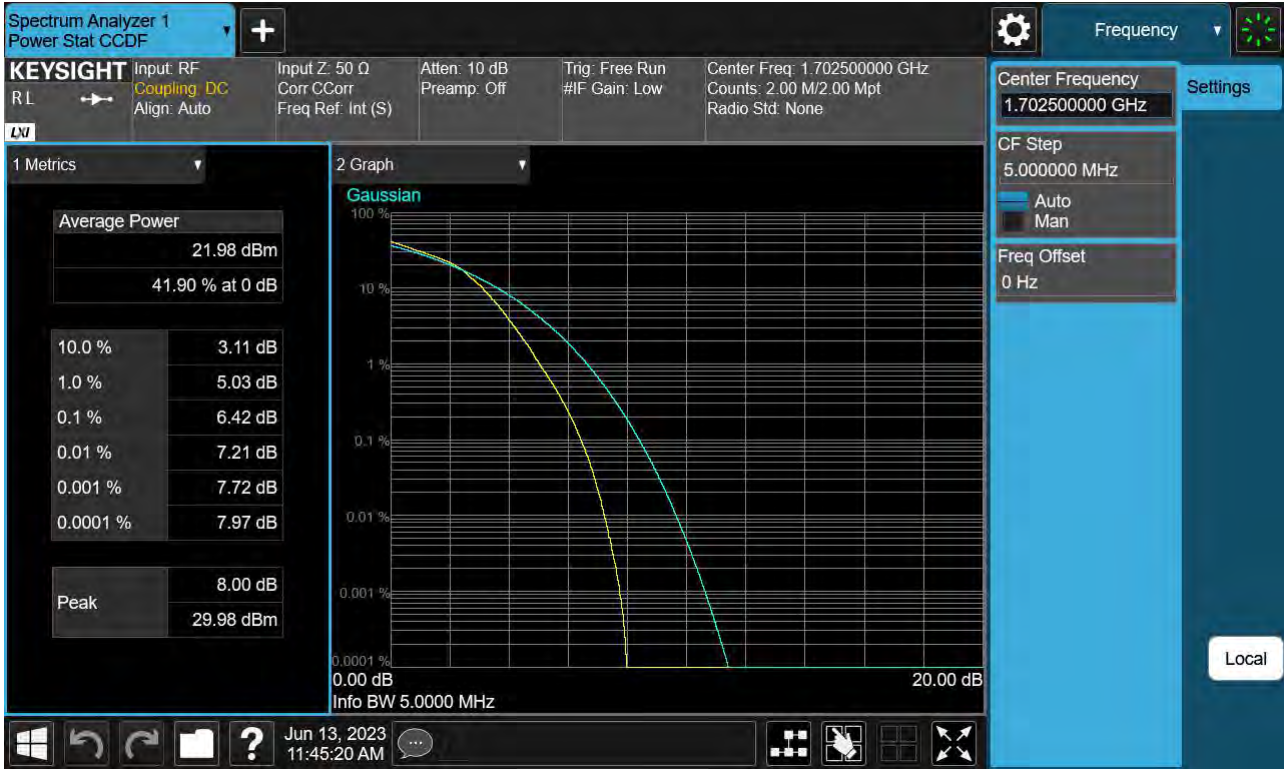 Spectrum Analyzer 1
Power Stat CCDF
+
Frequency
KEYSIGHT
R L
LXI
Input: RF
Coupling: DC
Align: Auto
Input Z: 50 Ω
Corr CCorr
Freq Ref: Int (S)
Atten: 10 dB
Preamp: Off
Trig: Free Run
#IF Gain: Low
Center Freq: 1.702500000 GHz
Counts: 2.00 M/2.00 Mpt
Radio Std: None
Center Frequency
1.702500000 GHz
Settings
CF Step
5.000000 MHz
Auto
Man
Freq Offset
0 Hz
1 Metrics
Average Power
21.98 dBm
41.90 % at 0 dB
10.0 % 3.11 dB
1.0 % 5.03 dB
0.1 % 6.42 dB
0.01 % 7.21 dB
0.001 % 7.72 dB
0.0001 % 7.97 dB
Peak
8.00 dB
29.98 dBm
2 Graph
Gaussian
100 %
10 %
1 %
0.1 %
0.01 %
0.001 %
0.0001 %
0.00 dB 20.00 dB
Info BW 5.0000 MHz
Local
?
Jun 13, 2023
11:45:20 AM